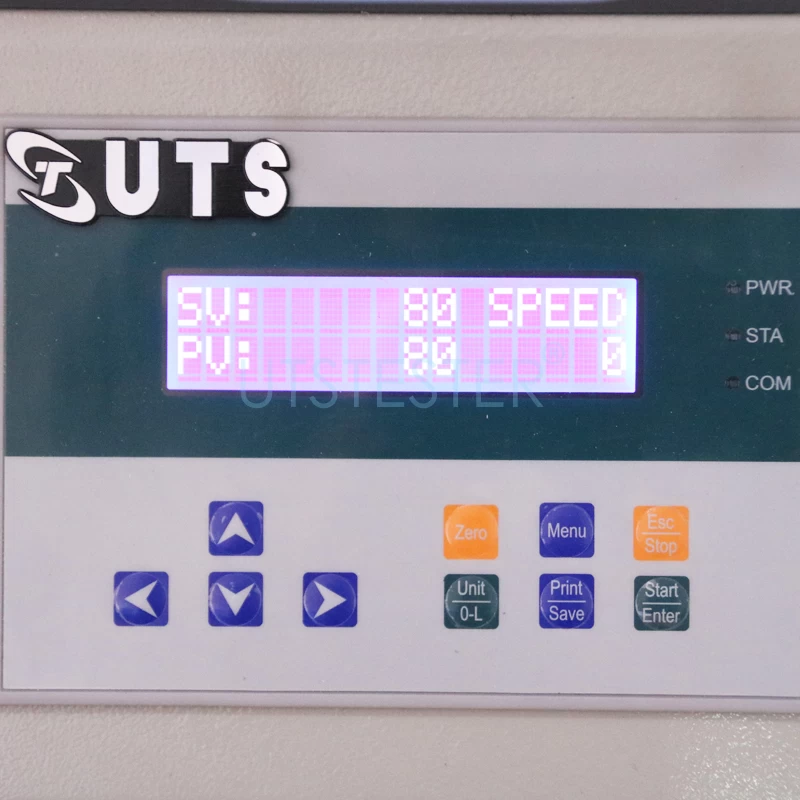 UTS
SV: 80 SPEED
PV: 80 0
UTSTESTER®
PWR
STA
COM
Zero
Menu
Esc
Stop
Unit
0-L
Print
Save
Start
Enter